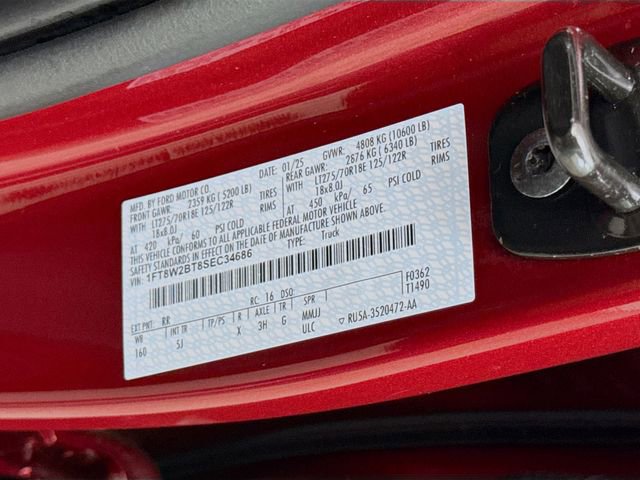 MFD. BY FORD MOTOR CO.
DATE: 01/25 GVWR: 4808 KG (10600 LB)
FRONT GAWR: 2359 KG (5200 LB) REAR GAWR: 2876 KG (6340 LB)
WITH LT275/70R18E 125/122R TIRES WITH LT275/70R18E 125/122R TIRES
18x8.0J RIMS 18x8.0J RIMS
AT 420 kPa/ 60 PSI COLD AT 450 kPa/ 65 PSI COLD
THIS VEHICLE CONFORMS TO ALL APPLICABLE FEDERAL MOTOR VEHICLE
SAFETY STANDARDS IN EFFECT ON THE DATE OF MANUFACTURE SHOWN ABOVE.
VIN: 1FT8W2BT8SEC34686 TYPE: Truck
F0362
T1490
EXT PNT: RR RC: 16 DSO
WB INT TR TP/PS R AXLE TR SPR
160 5J X 3H G MMJJ
ULC ▽ RU5A-3520472-AA